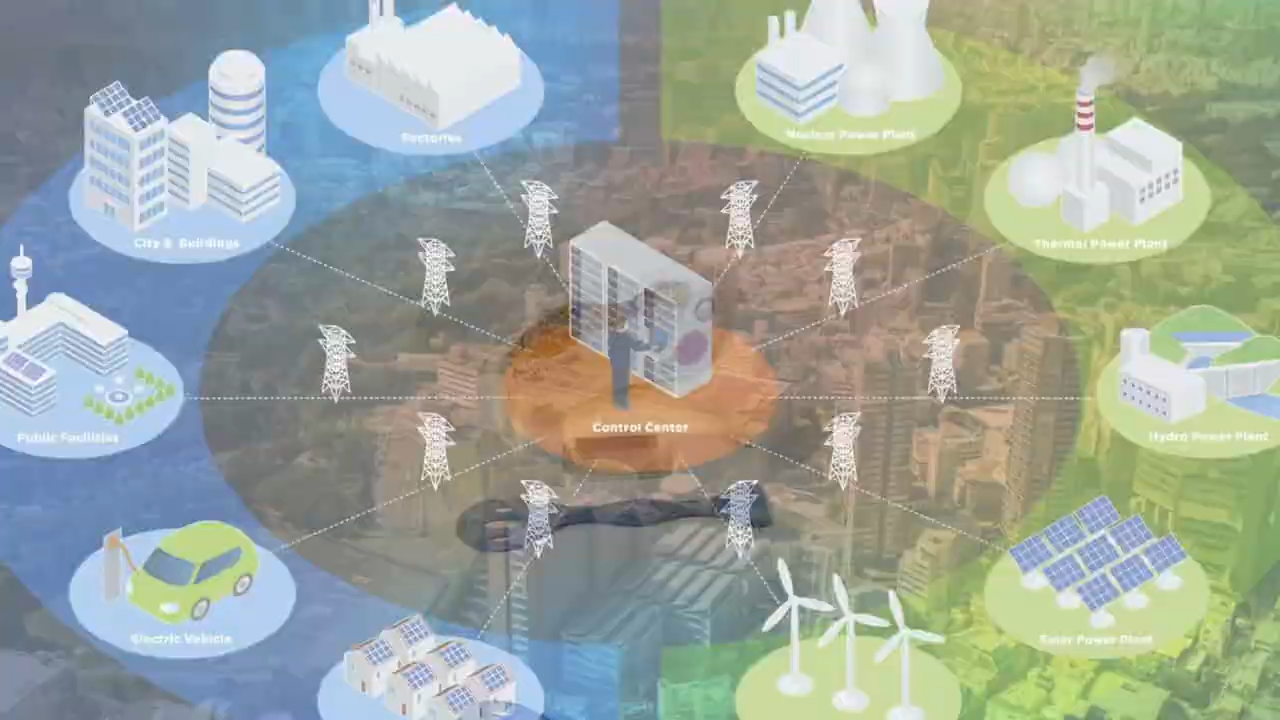 Factories
Nuclear Power Plant
City & Buildings
Thermal Power Plant
Control Center
Public Facilities
Hydro Power Plant
Electric Vehicle
Solar Power Plant